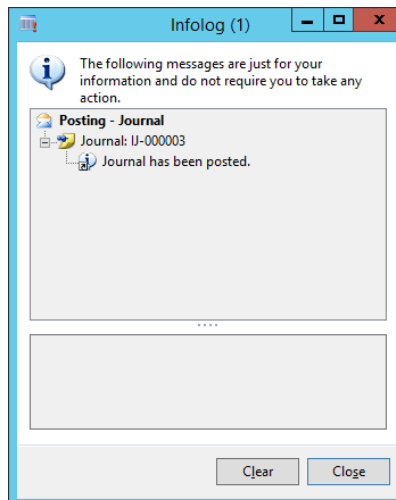 Infolog (1)
The following messages are just for your
information and do not require you to take any
action.
Posting - Journal
Journal: IJ-000003
Journal has been posted.
Clear
Close